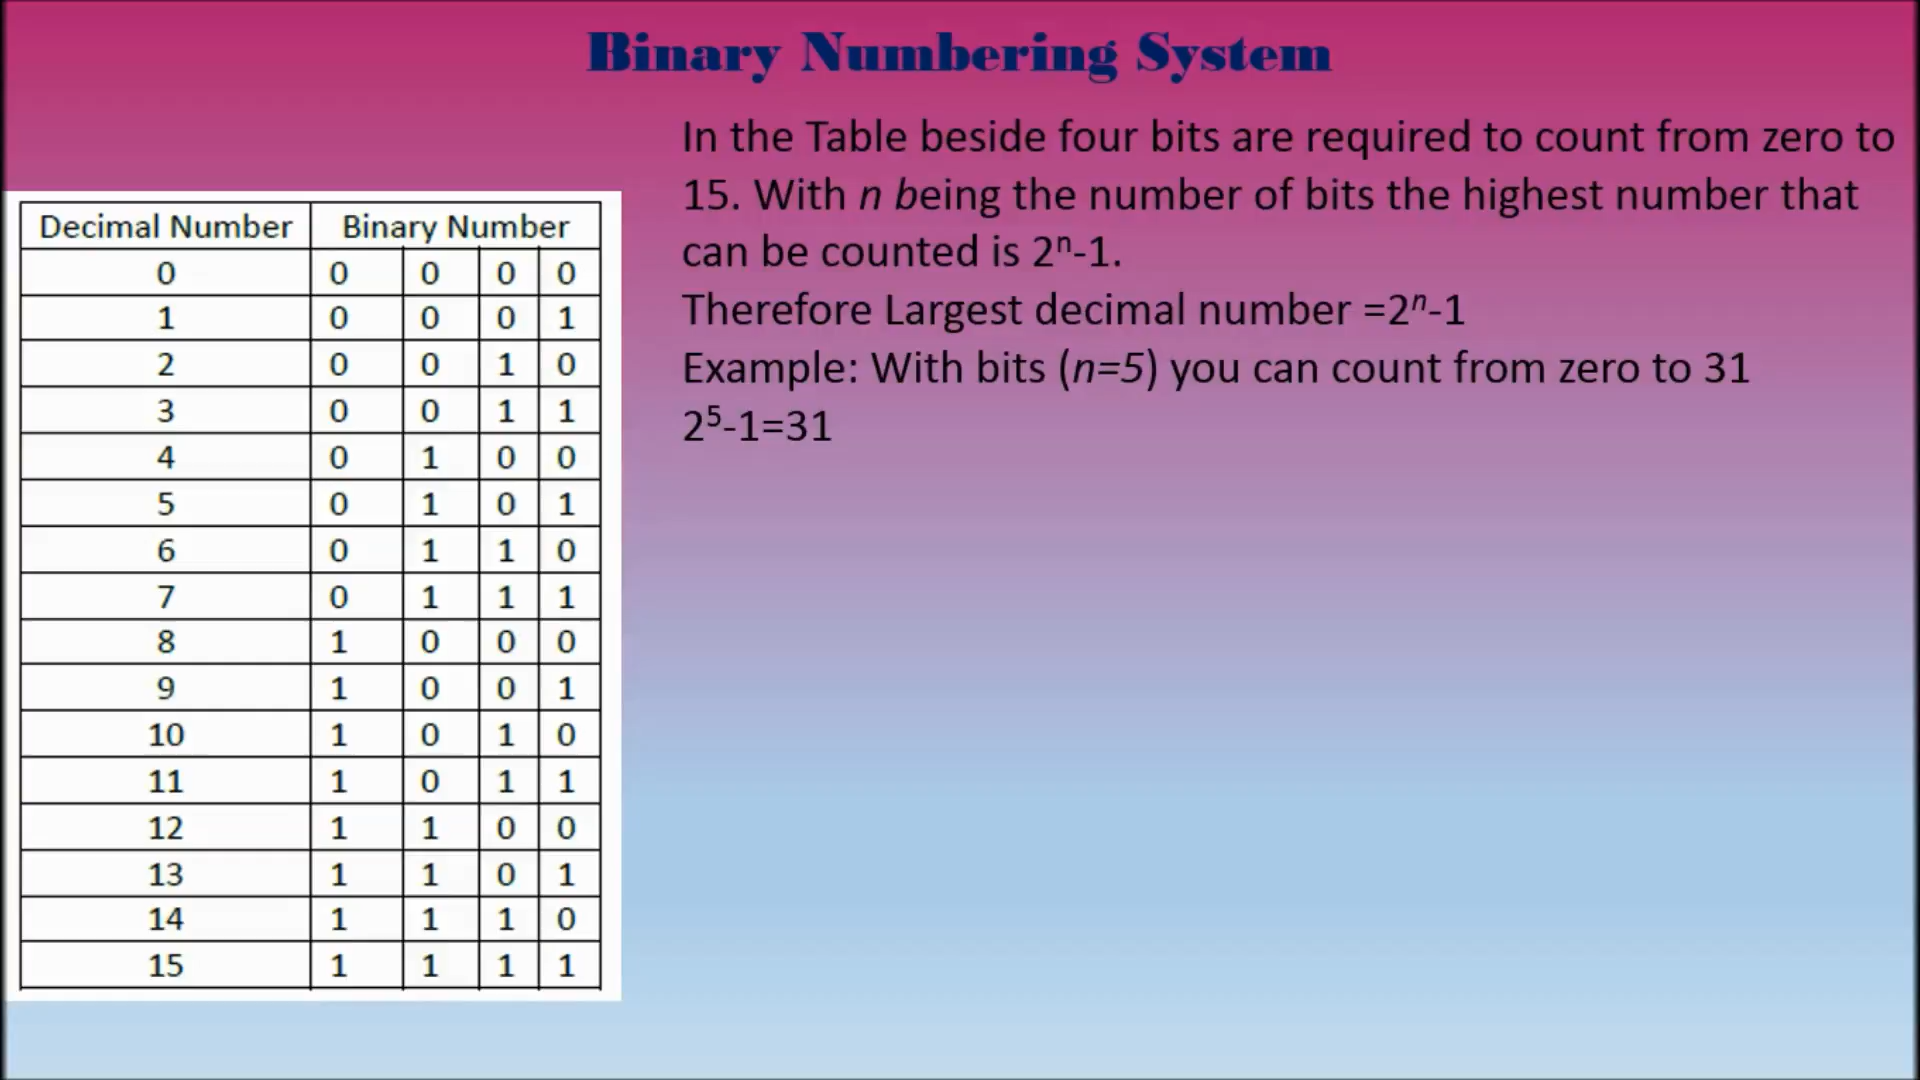 Binary Numbering System
In the Table beside four bits are required to count from zero to
15. With n being the number of bits the highest number that
can be counted is 2ⁿ-1.
Therefore Largest decimal number =2ⁿ-1
Example: With bits (n=5) you can count from zero to 31
2⁵-1=31
Decimal Number Binary Number
0 0 0 0 0
1 0 0 0 1
2 0 0 1 0
3 0 0 1 1
4 0 1 0 0
5 0 1 0 1
6 0 1 1 0
7 0 1 1 1
8 1 0 0 0
9 1 0 0 1
10 1 0 1 0
11 1 0 1 1
12 1 1 0 0
13 1 1 0 1
14 1 1 1 0
15 1 1 1 1